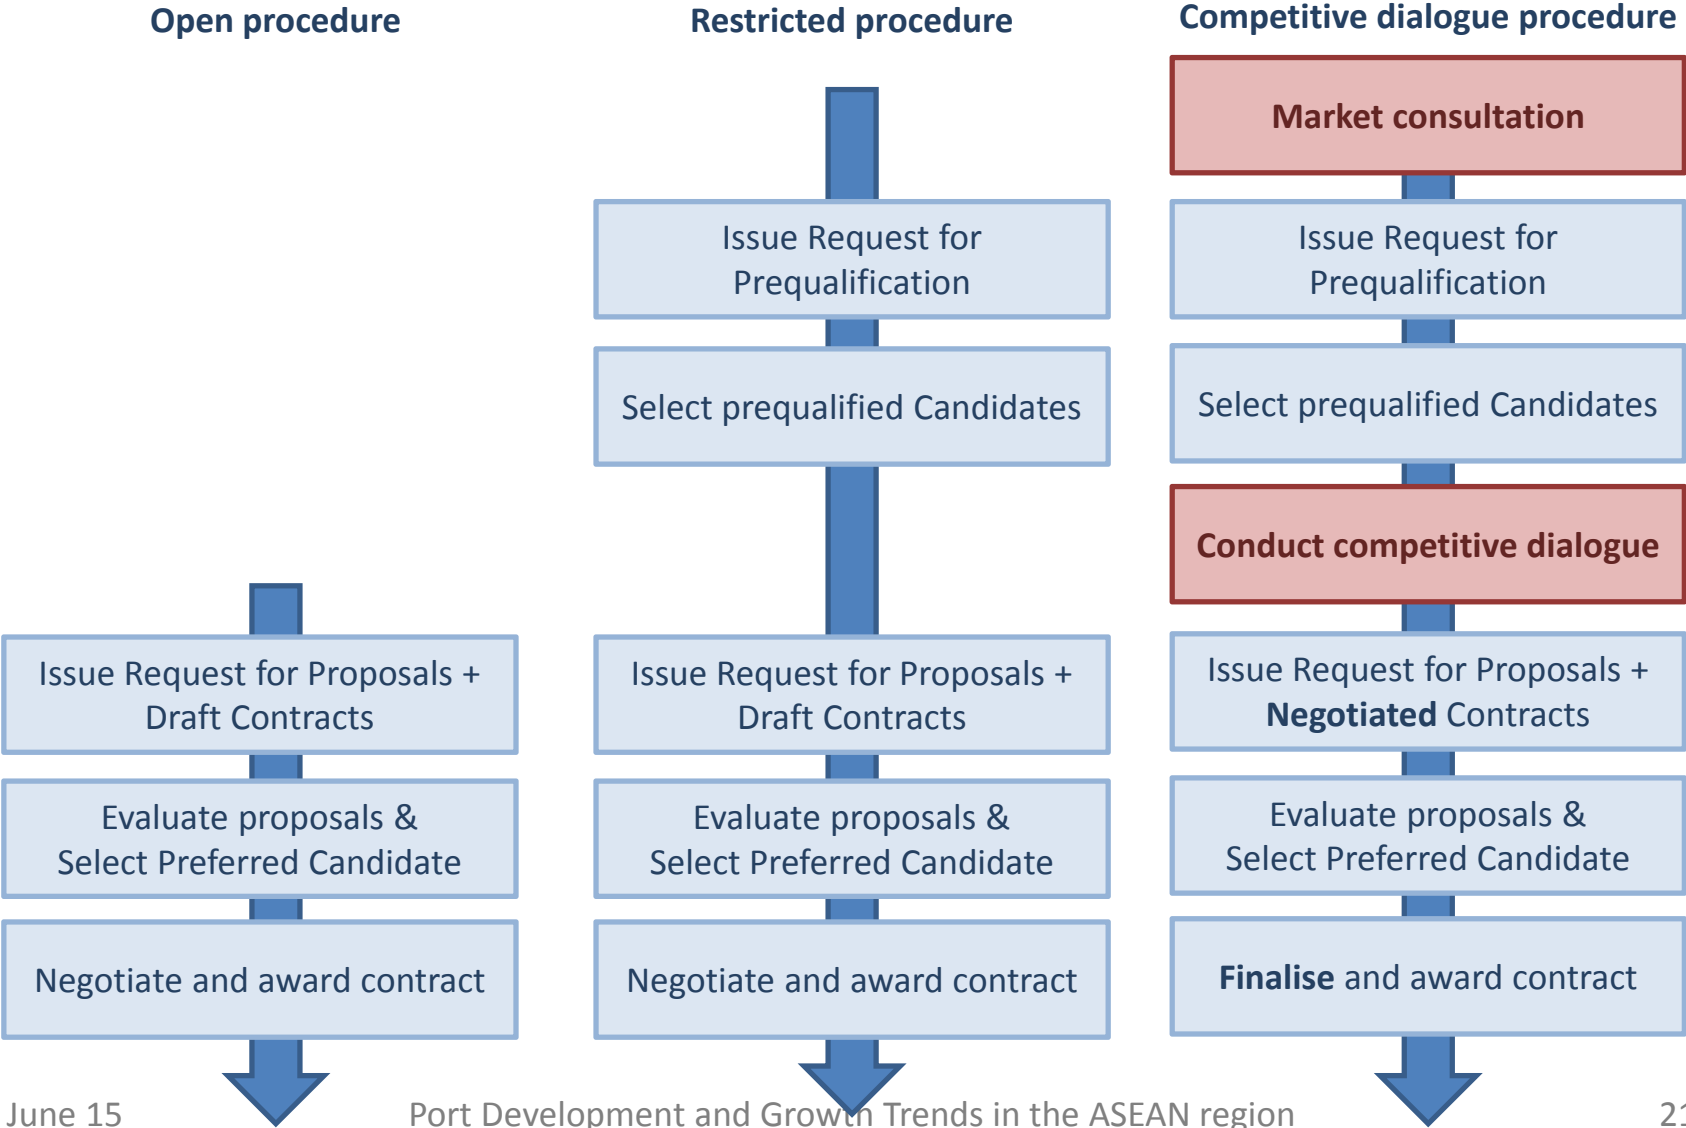 Open procedure
Restricted procedure
Competitive dialogue procedure
Market consultation
Issue Request for
Prequalification
Issue Request for
Prequalification
Select prequalified Candidates
Select prequalified Candidates
Conduct competitive dialogue
Issue Request for Proposals +
Draft Contracts
Issue Request for Proposals +
Draft Contracts
Issue Request for Proposals +
Negotiated Contracts
Evaluate proposals &
Select Preferred Candidate
Evaluate proposals &
Select Preferred Candidate
Evaluate proposals &
Select Preferred Candidate
Negotiate and award contract
Negotiate and award contract
Finalise and award contract
June 15
Port Development and Growth Trends in the ASEAN region
21